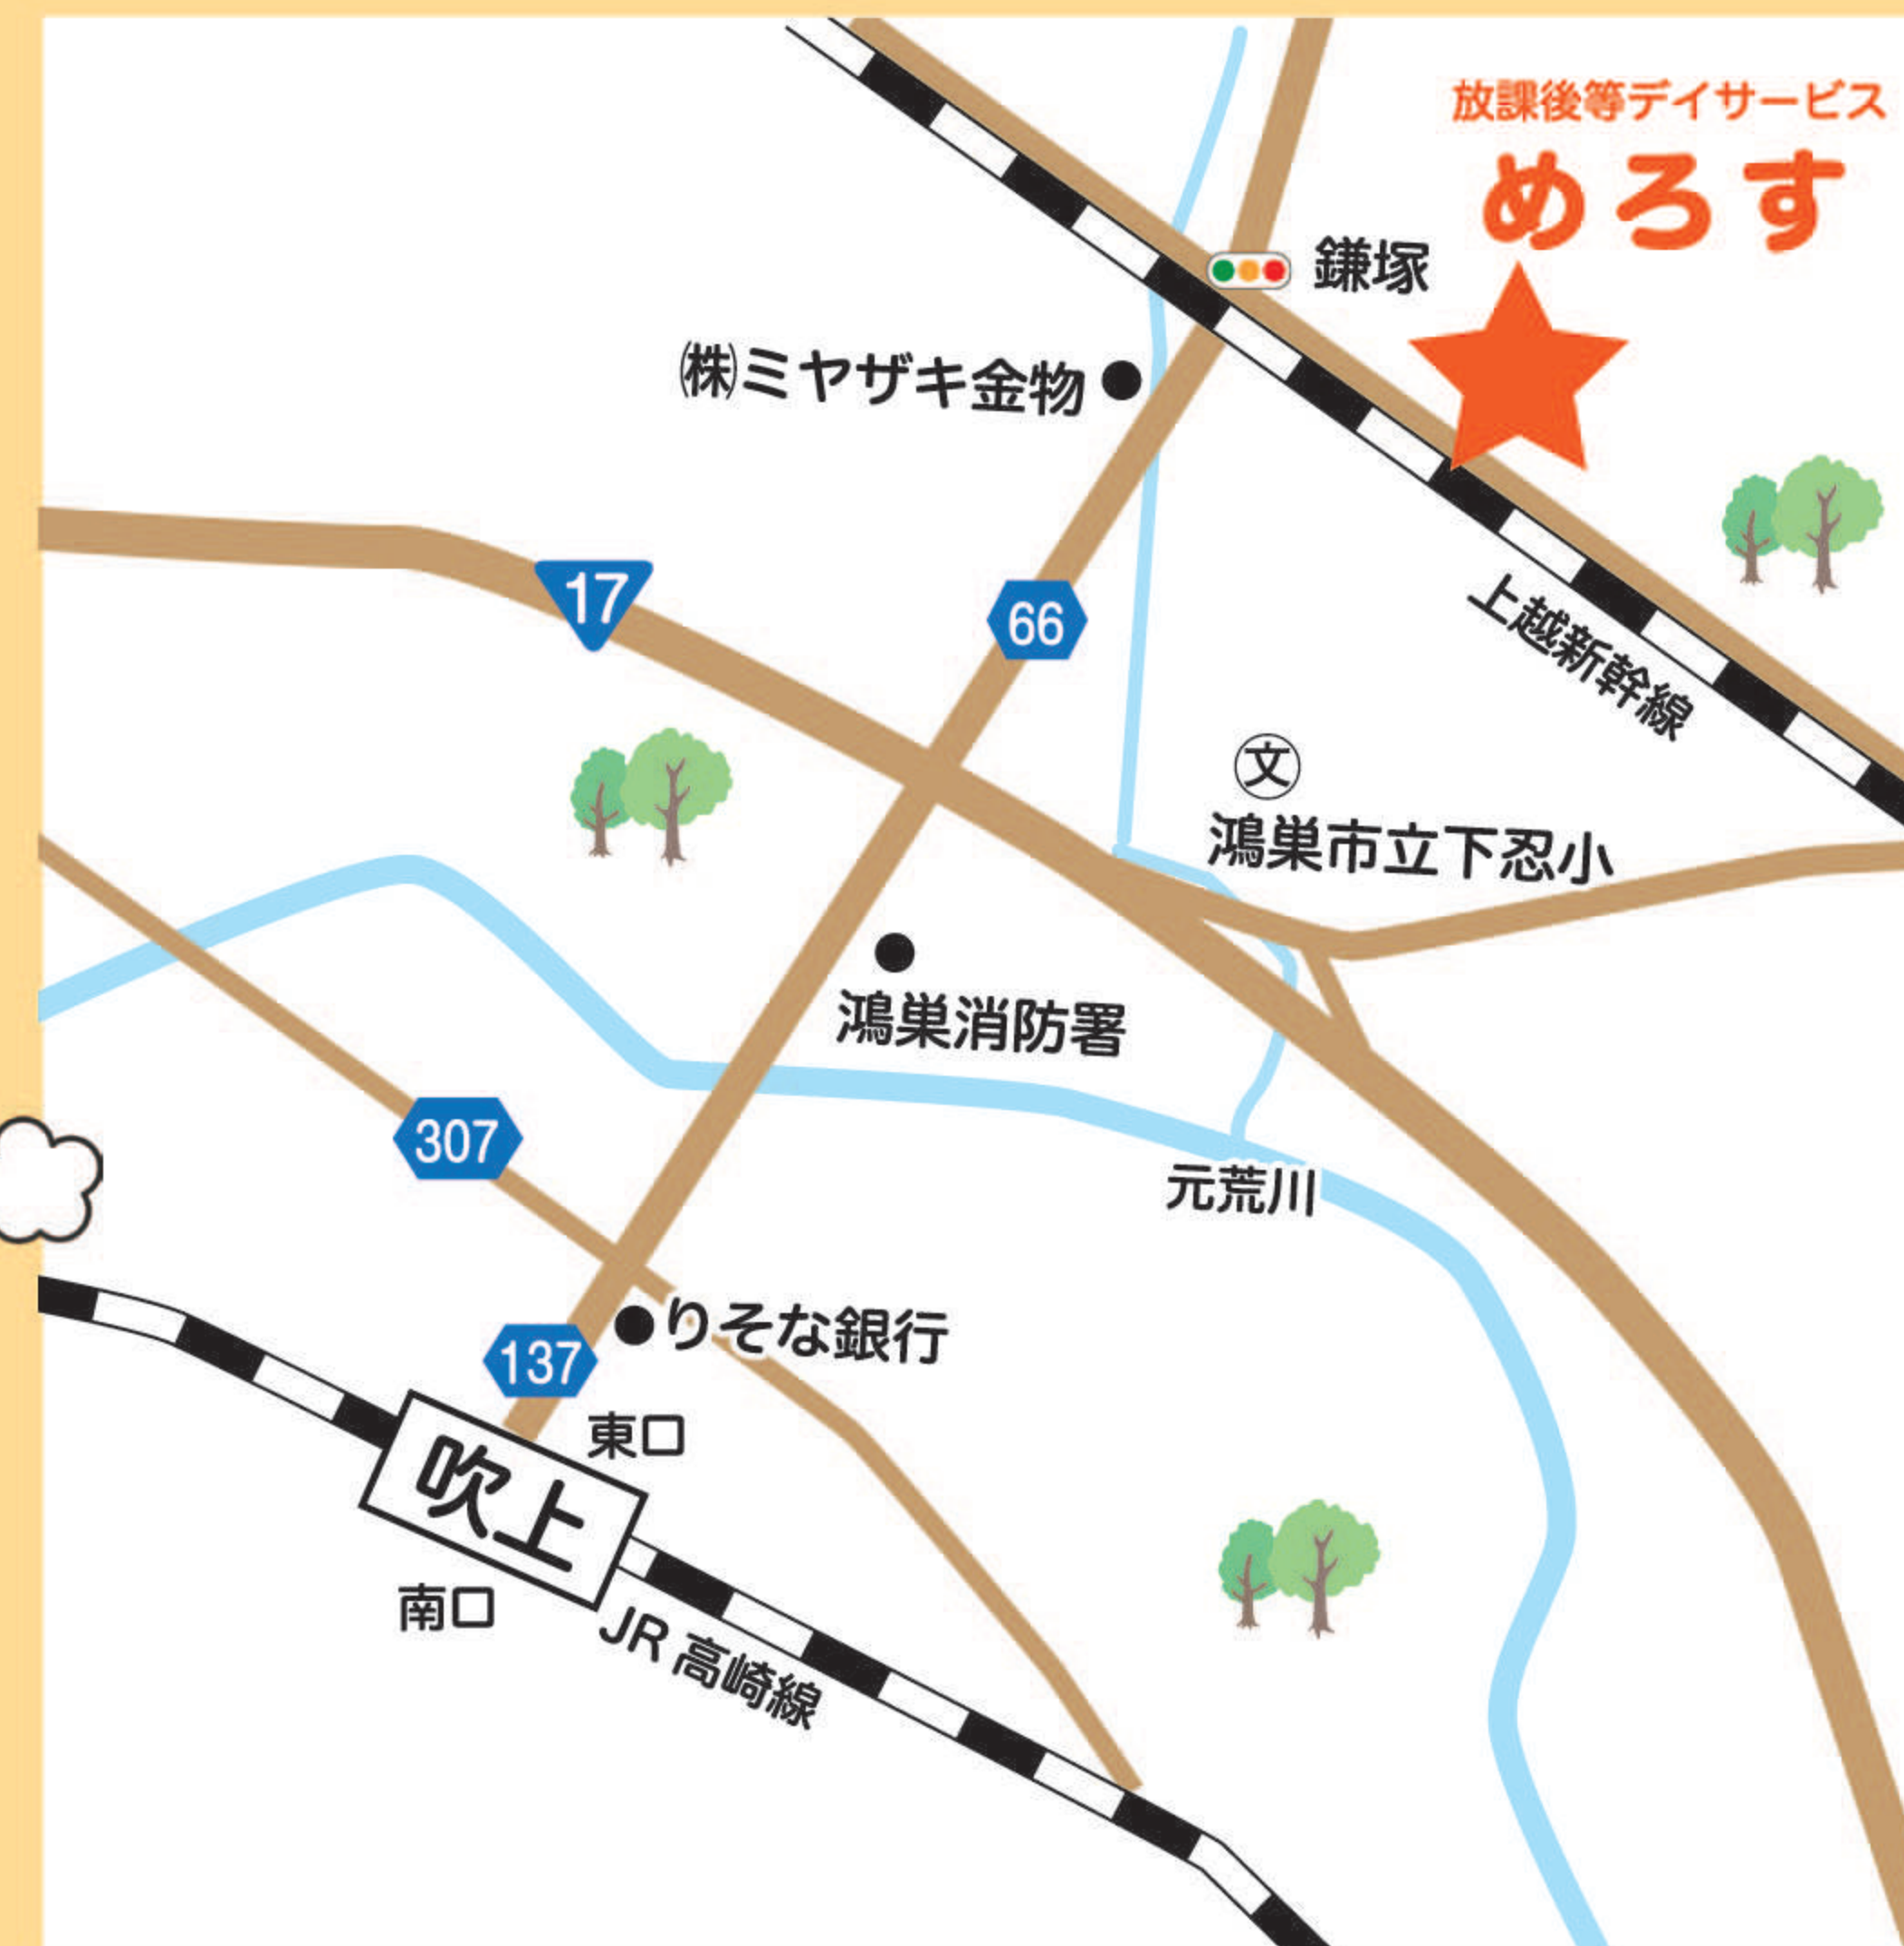 放課後等デイサービス
めろす
鎌塚
㈱ミヤザキ金物
17
66
上越新幹線
文
鴻巣市立下忍小
鴻巣消防署
307
元荒川
りそな銀行
137
東口
吹上
南口
JR 高崎線